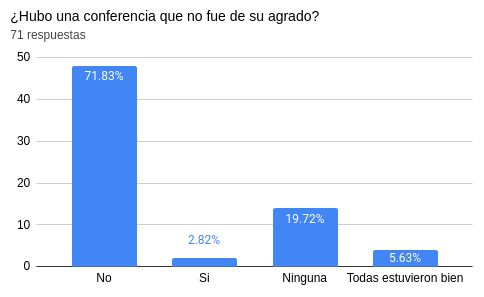 ¿Hubo una conferencia que no fue de su agrado?
71 respuestas
50
40
30
20
10
0
71.83%
2.82%
19.72%
5.63%
No
Si
Ninguna
Todas estuvieron bien